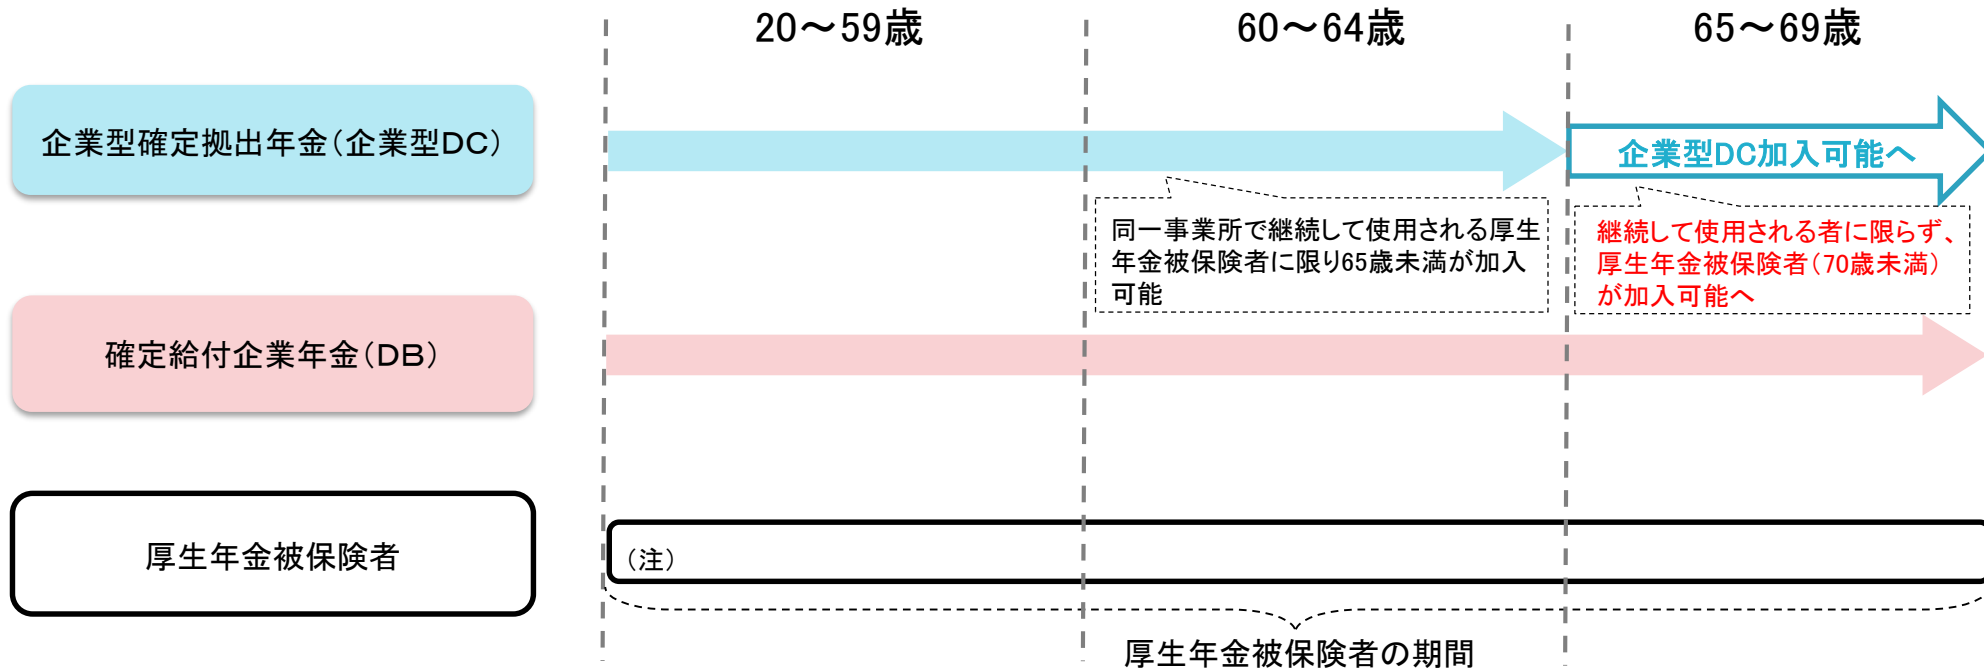 20～59歳
60～64歳
65～69歳
企業型確定拠出年金（企業型DC）
企業型DC加入可能へ
同一事業所で継続して使用される厚生
年金被保険者に限り65歳未満が加入
可能
継続して使用される者に限らず、
厚生年金被保険者（70歳未満）
が加入可能へ
確定給付企業年金（DB）
厚生年金被保険者
（注）
厚生年金被保険者の期間